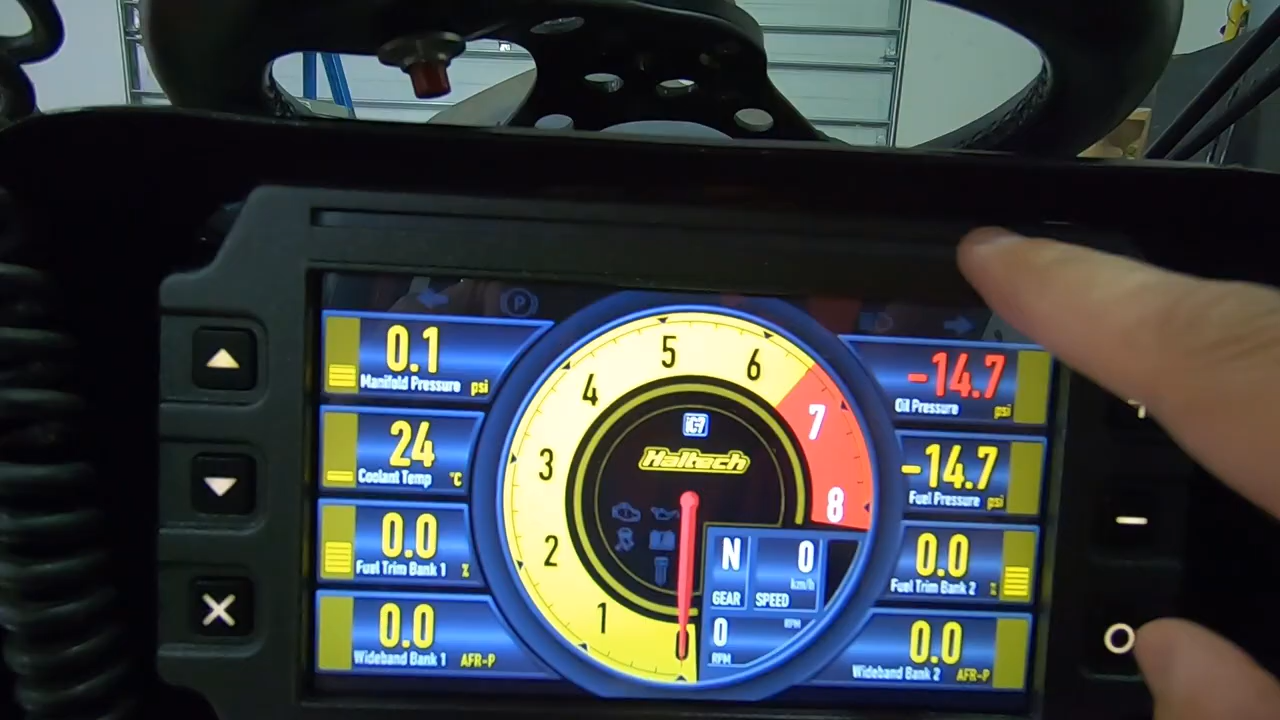 P
0.1
Manifold Pressure psi
24
Coolant Temp °C
0.0
Fuel Trim Bank 1 %
0.0
Wideband Bank 1 AFR-P
0
1
2
3
4
5
6
7
8
iC7
Haltech
N
GEAR
0
km/h
SPEED
0
RPM
RPM
-14.7
Oil Pressure psi
-14.7
Fuel Pressure psi
0.0
Fuel Trim Bank 2 %
0.0
Wideband Bank 2 AFR-P